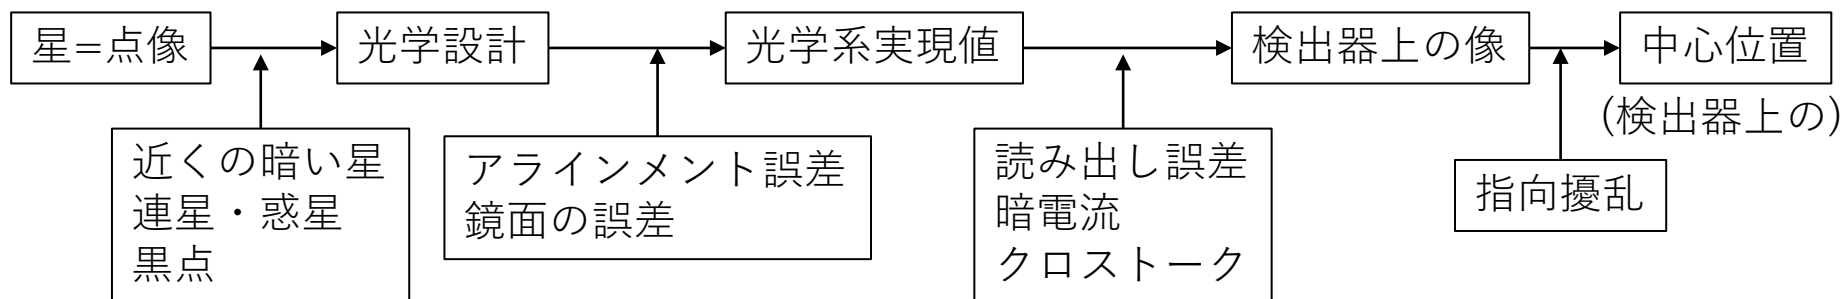 星=点像
光学設計
光学系実現値
検出器上の像
中心位置
(検出器上の)
近くの暗い星
連星・惑星
黒点
アラインメント誤差
鏡面の誤差
読み出し誤差
暗電流
クロストーク
指向擾乱